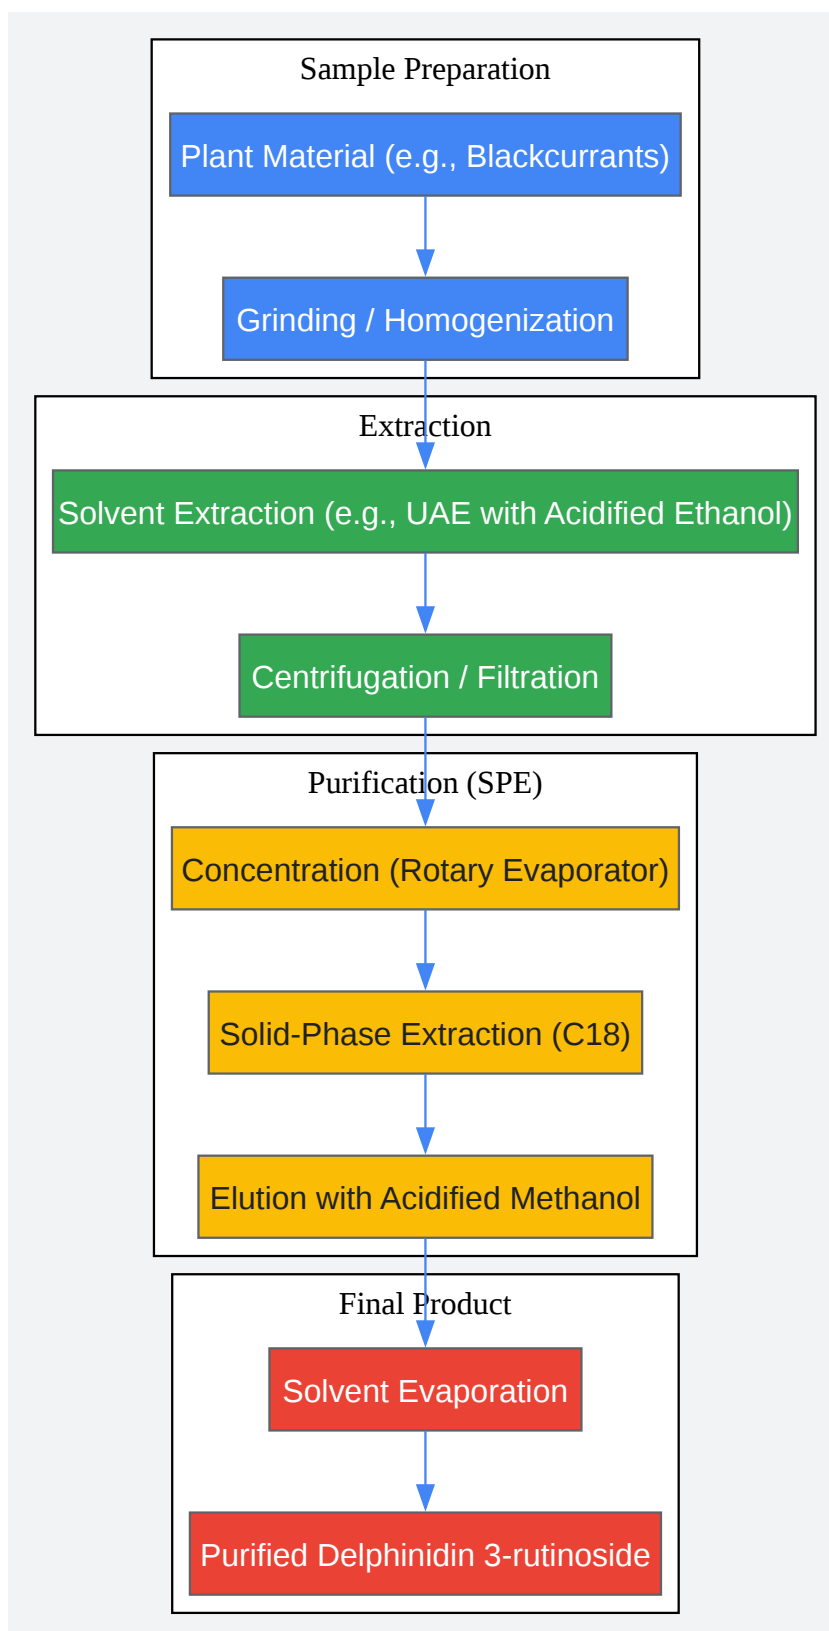 Sample Preparation
Plant Material (e.g., Blackcurrants)
Grinding / Homogenization
Extraction
Solvent Extraction (e.g., UAE with Acidified Ethanol)
Centrifugation / Filtration
Purification (SPE)
Concentration (Rotary Evaporator)
Solid-Phase Extraction (C18)
Elution with Acidified Methanol
Final Product
Solvent Evaporation
Purified Delphinidin 3-rutinoside